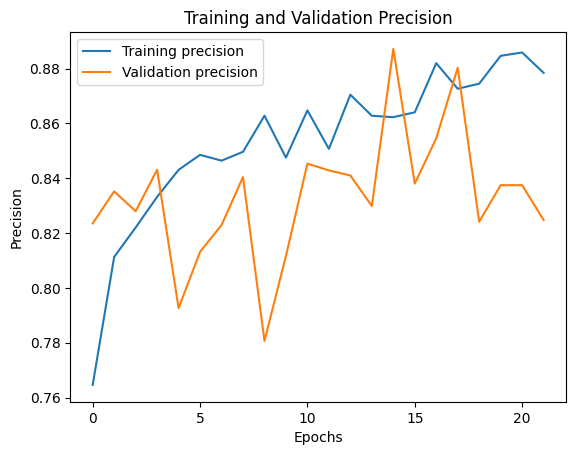 Training and Validation Precision
Training precision
Validation precision
0.88
0.86
0.84
0.82
0.80
0.78
0.76
Precision
0
5
10
15
20
Epochs